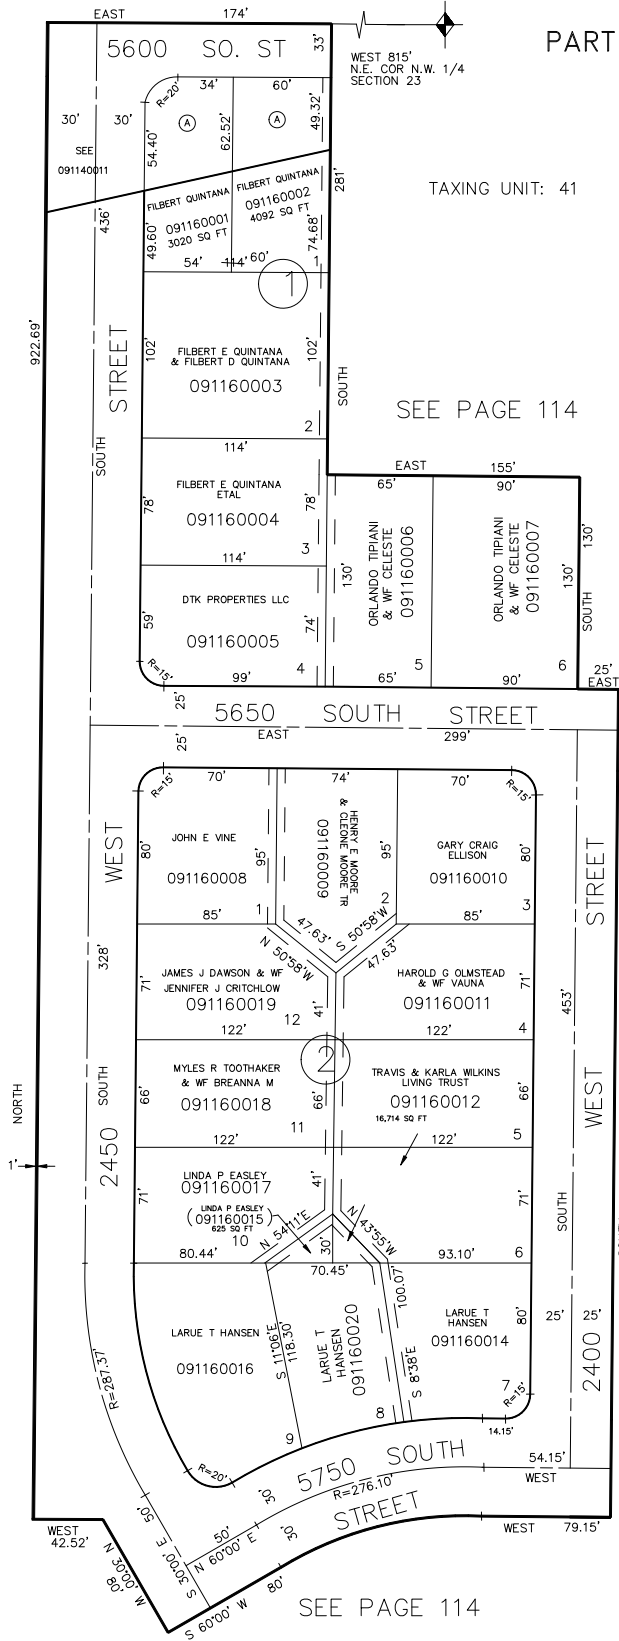 EAST
174'
5600 SO. ST
33'
WEST 815'
N.E. COR N.W. 1/4
SECTION 23
PART
R=20'
34'
60'
30'
30'
A
A
54.40'
62.52'
49.32'
SEE
091140011
281'
TAXING UNIT: 41
436'
FILBERT QUINTANA
091160001
3020 SQ FT
FILBERT QUINTANA
091160002
4092 SQ FT
49.60'
74.68'
54'
114'
60'
1
1
922.69'
STREET
SOUTH
102'
FILBERT E QUINTANA
& FILBERT D QUINTANA
091160003
102'
2
SOUTH
SEE PAGE 114
114'
78'
FILBERT E QUINTANA
ETAL
091160004
78'
3
114'
59'
DTK PROPERTIES LLC
091160005
74'
4
R=15'
99'
EAST
155'
65'
90'
130'
ORLANDO TIPIANI
& WF CELESTE
091160006
5
ORLANDO TIPIANI
& WF CELESTE
091160007
130'
6
130'
SOUTH
65'
90'
25'
EAST
25'
5650 SOUTH STREET
25'
EAST
299'
70'
74'
70'
R=15'
R=15'
WEST
80'
JOHN E VINE
091160008
95'
85'
1
HENRY E MOORE
& CLEONE MOORE TR
091160009
95'
2
GARY CRAIG
ELLISON
091160010
80'
85'
3
STREET
47.63'
N 50°58'W
S 50°58'W
47.63'
328'
71'
JAMES J DAWSON & WF
JENNIFER J CRITCHLOW
091160019
41'
12
122'
HAROLD G OLMSTEAD
& WF VAUNA
091160011
71'
122'
4
453'
2
NORTH
SOUTH
2450
66'
MYLES R TOOTHAKER
& WF BREANNA M
091160018
66'
11
122'
TRAVIS & KARLA WILKINS
LIVING TRUST
091160012
16,714 SQ FT
66'
122'
5
WEST
1'
71'
LINDA P EASLEY
091160017
41'
(LINDA P EASLEY
091160015)
625 SQ FT
10
N 54°11'E
80.44'
30'
N 43°55'W
71'
93.10'
6
SOUTH
70.45'
R=287.37'
LARUE T HANSEN
091160016
S 11°06'E
118.30'
9
LARUE T
HANSEN
091160020
8
100.07'
S 8°38'E
LARUE T
HANSEN
091160014
80'
7
R=15'
14.15'
25'
25'
2400
R=20'
5750 SOUTH
STREET
R=276.10'
30'
30'
54.15'
WEST
WEST
42.52'
N 30°00' W
80'
50'
S 30°00' E
50'
N 60°00' E
S 60°00' W
80'
WEST
79.15'
SEE PAGE 114